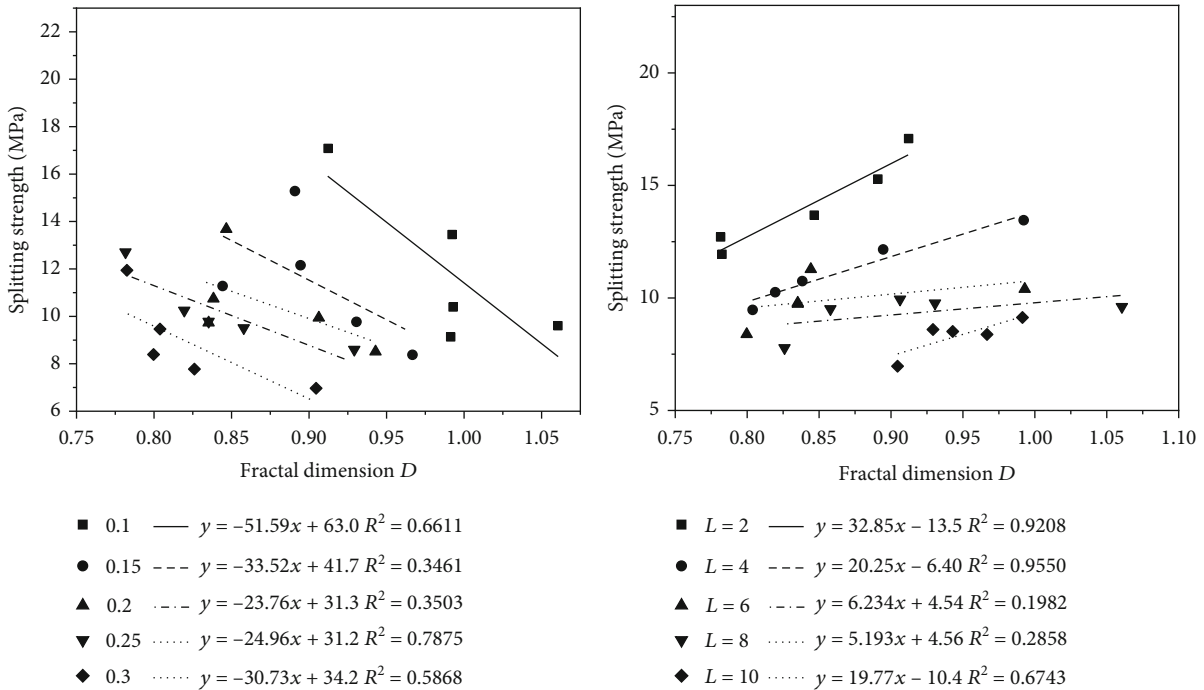 22
20
18
16
14
12
10
8
6
Splitting strength (MPa)
0.75 0.80 0.85 0.90 0.95 1.00 1.05
Fractal dimension D
0.1 y = –51.59x + 63.0 R² = 0.6611
0.15 y = –33.52x + 41.7 R² = 0.3461
0.2 y = –23.76x + 31.3 R² = 0.3503
0.25 y = –24.96x + 31.2 R² = 0.7875
0.3 y = –30.73x + 34.2 R² = 0.5868
20
15
10
5
Splitting strength (MPa)
0.75 0.80 0.85 0.90 0.95 1.00 1.05 1.10
Fractal dimension D
L = 2 y = 32.85x – 13.5 R² = 0.9208
L = 4 y = 20.25x – 6.40 R² = 0.9550
L = 6 y = 6.234x + 4.54 R² = 0.1982
L = 8 y = 5.193x + 4.56 R² = 0.2858
L = 10 y = 19.77x – 10.4 R² = 0.6743